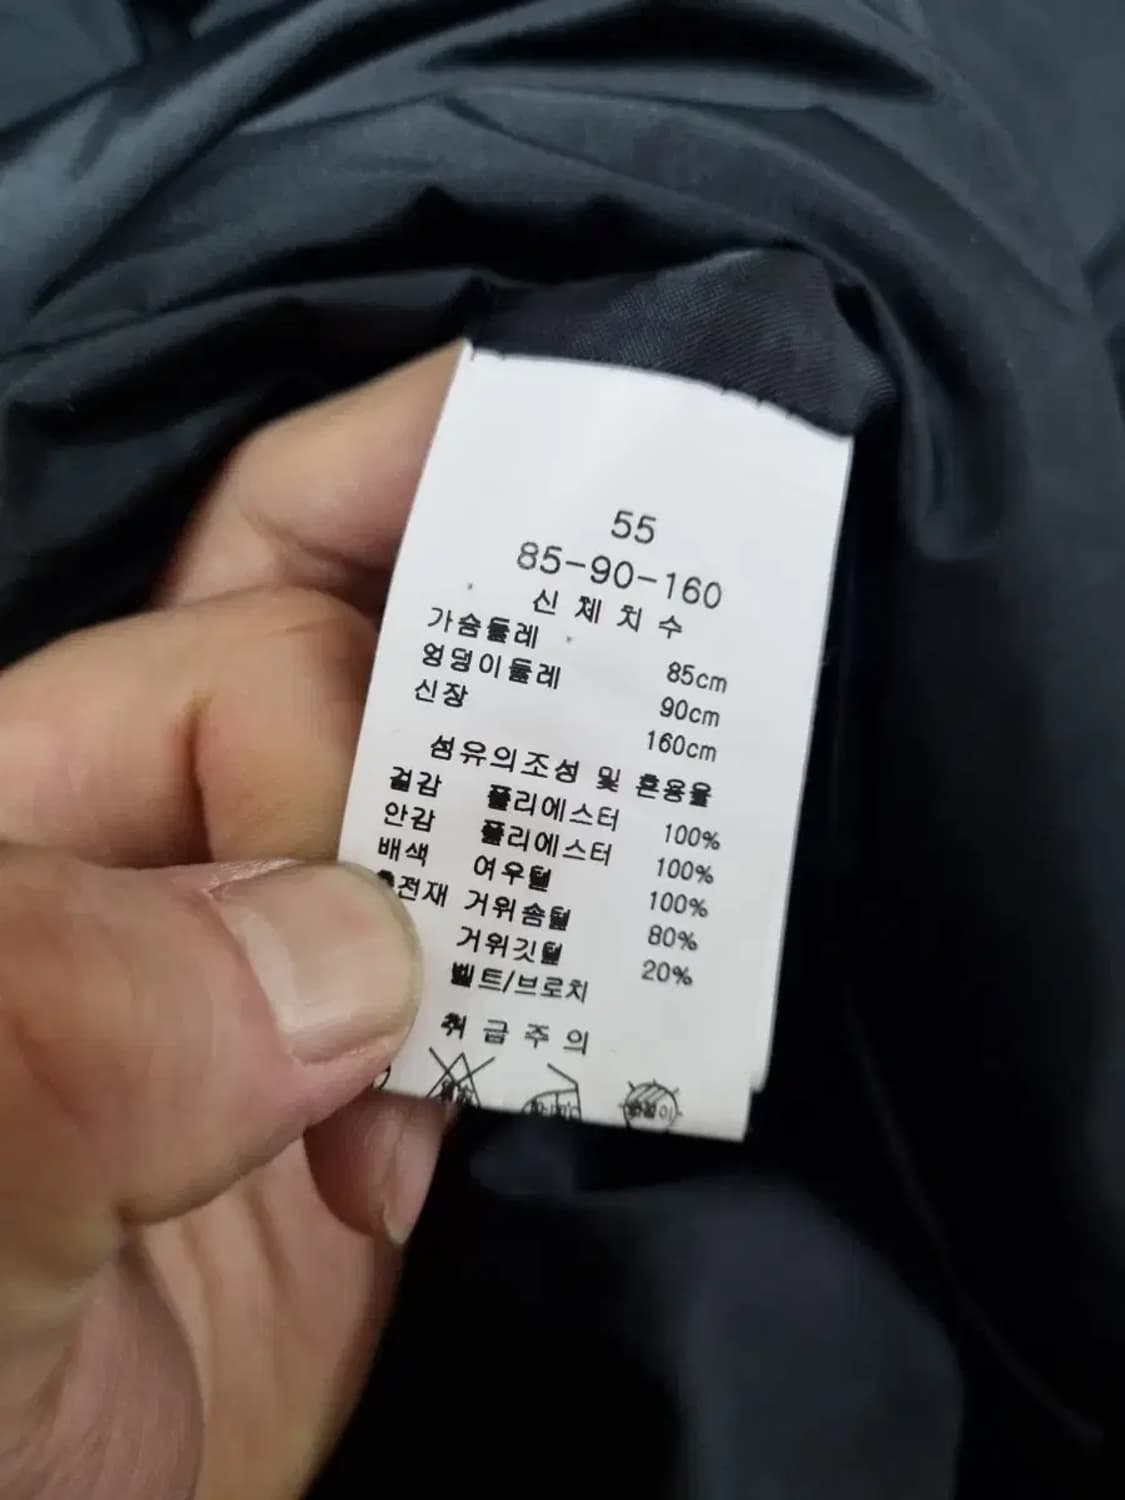 55
85-90-160
신체치수
가슴둘레 85cm
엉덩이둘레 90cm
신장 160cm
섬유의조성 및 혼용율
겉감 폴리에스터 100%
안감 폴리에스터 100%
배색 여우털 100%
충전재 거위솜털 80%
거위깃털 20%
벨트/브로치
취급주의